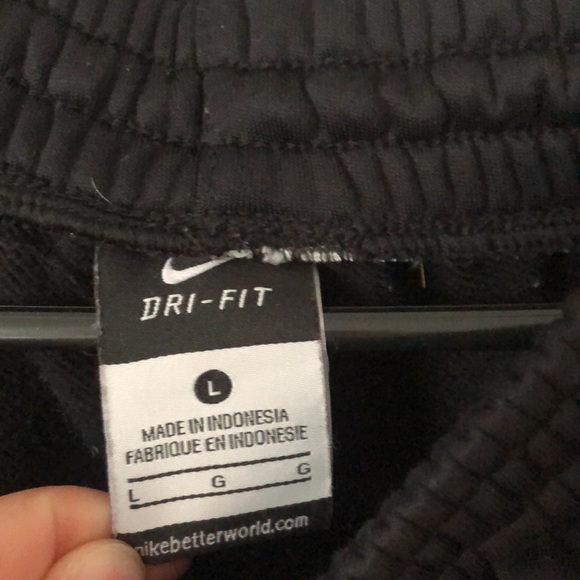 DRI-FIT
L
MADE IN INDONESIA
FABRIQUE EN INDONESIE
L G G
nikebetterworld.com